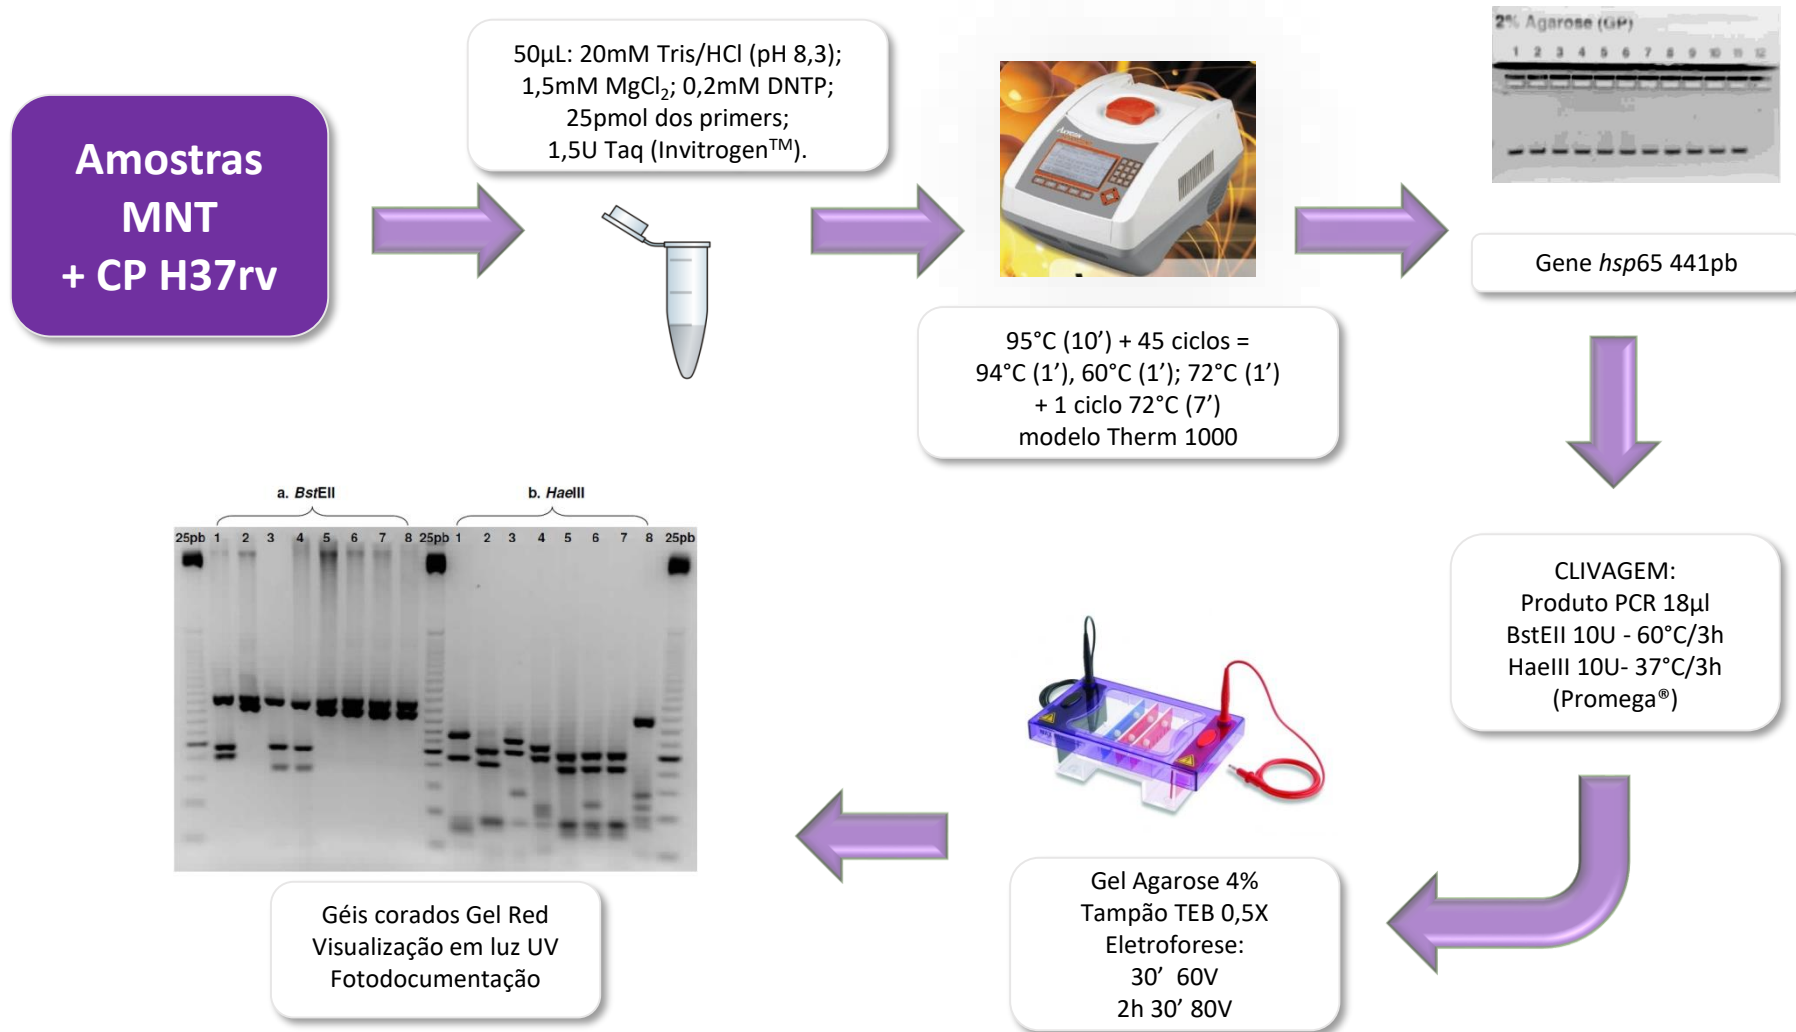 Amostras
MNT
+ CP H37rv
50µL: 20mM Tris/HCl (pH 8,3);
1,5mM MgCl₂; 0,2mM DNTP;
25pmol dos primers;
1,5U Taq (Invitrogen™).
95°C (10’) + 45 ciclos =
94°C (1’), 60°C (1’); 72°C (1’)
+ 1 ciclo 72°C (7’)
modelo Therm 1000
2% Agarose (GP)
1 2 3 4 5 6 7 8 9 10 11 12
Gene hsp65 441pb
CLIVAGEM:
Produto PCR 18µl
BstEII 10U - 60°C/3h
HaeIII 10U- 37°C/3h
(Promega®)
Gel Agarose 4%
Tampão TEB 0,5X
Eletroforese:
30’ 60V
2h 30’ 80V
a. BstEII b. HaeIII
25pb 1 2 3 4 5 6 7 8 25pb 1 2 3 4 5 6 7 8 25pb
Géis corados Gel Red
Visualização em luz UV
Fotodocumentação